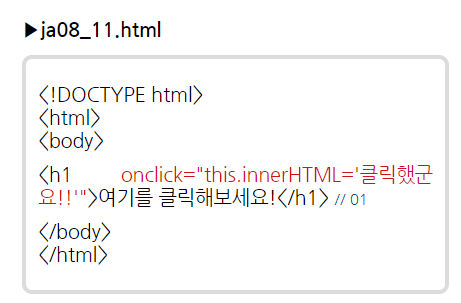 ▶ja08_11.html
<!DOCTYPE html>
<html>
<body>
<h1 onclick="this.innerHTML='클릭했군
요!!'">여기를 클릭해보세요!</h1> // 01
</body>
</html>